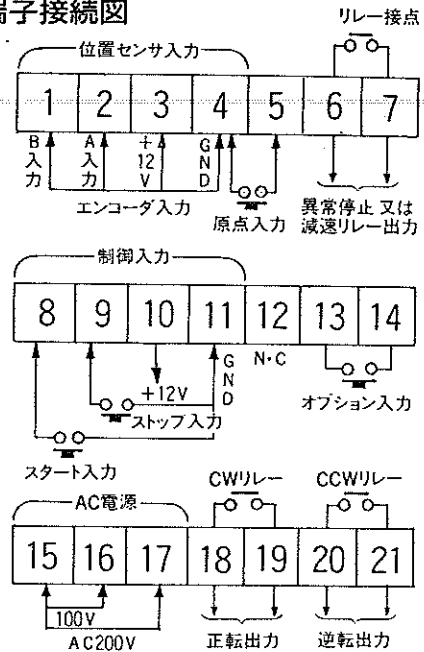 端子接続図
リレー接点
位置センサ入力
1 2 3 4 5 6 7
B入力
A入力
+12V
GND
エンコーダ入力
原点入力
異常停止 又は
減速リレー出力
制御入力
8 9 10 11 12 13 14
GND
N・C
+12V
ストップ入力
オプション入力
スタート入力
CWリレー
CCWリレー
AC電源
15 16 17 18 19 20 21
100V
AC200V
正転出力
逆転出力